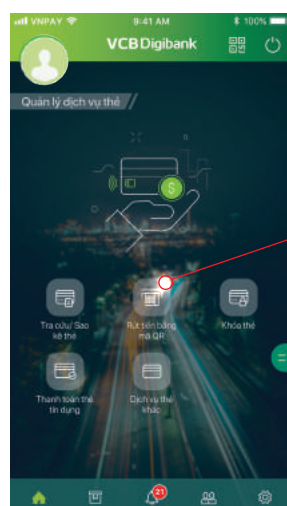 VNPAY 9:41 AM 100%
VCB Digibank
Quản lý dịch vụ thẻ
$
Tra cứu/ Sao
kê thẻ
Rút tiền bằng
mã QR
Khóa thẻ
Thanh toán thẻ
tín dụng
Dịch vụ thẻ
khác
21